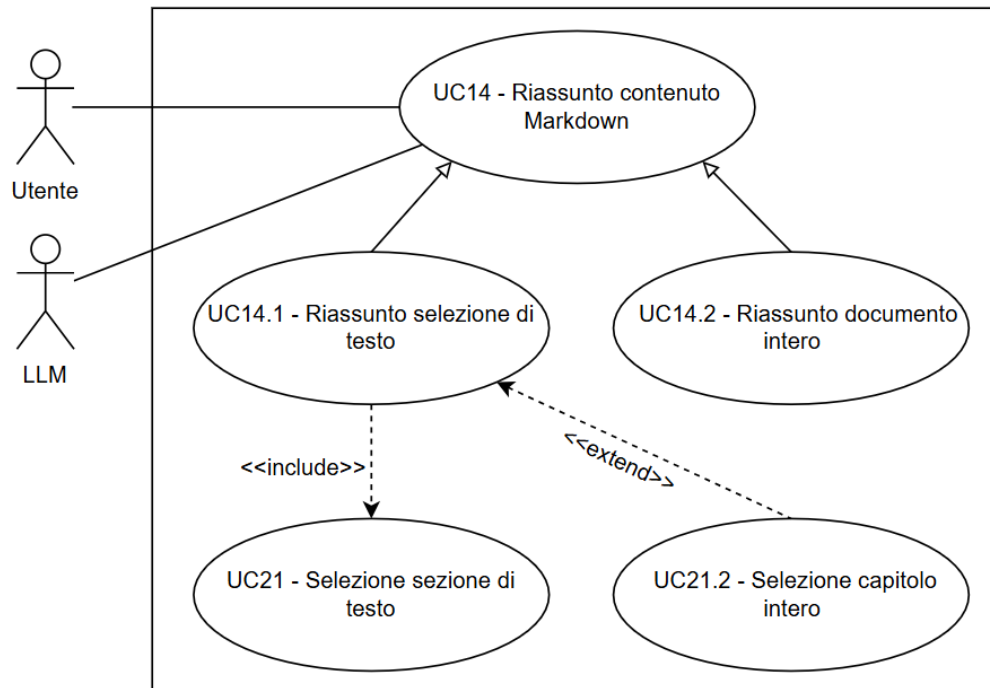 UC14 - Riassunto contenuto
Markdown
Utente
UC14.1 - Riassunto selezione di
testo
UC14.2 - Riassunto documento
intero
LLM
<<include>>
<<extend>>
UC21 - Selezione sezione di
testo
UC21.2 - Selezione capitolo
intero